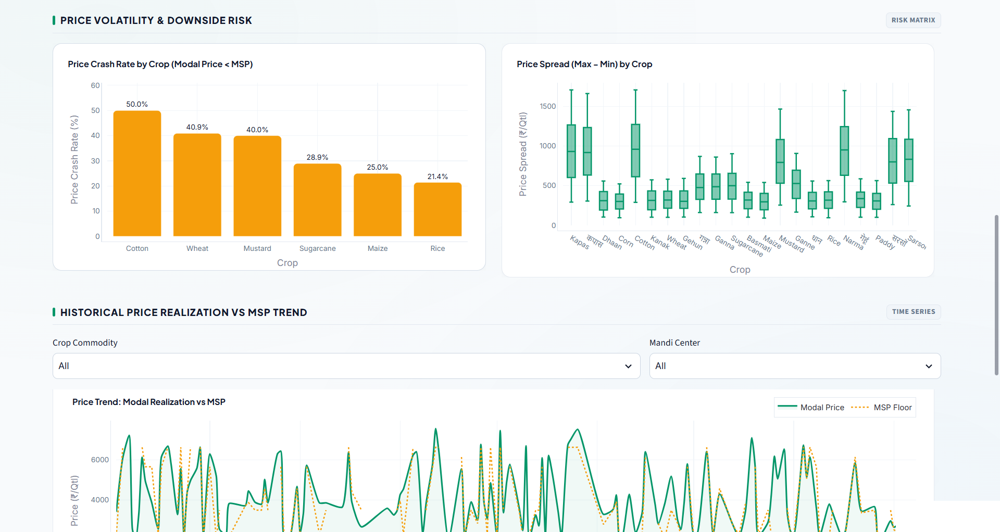 PRICE VOLATILITY & DOWNSIDE RISK
RISK MATRIX
Price Crash Rate by Crop (Modal Price < MSP)
60
50
40
30
20
10
0
Price Crash Rate (%)
50.0%
40.9%
40.0%
28.9%
25.0%
21.4%
Cotton
Wheat
Mustard
Sugarcane
Maize
Rice
Crop
Price Spread (Max – Min) by Crop
1500
1000
500
0
Price Spread (₹/Qtl)
Kapas
कपास
Dhaan
Corn
Cotton
Kanak
Wheat
Gehun
गन्ना
Ganna
Sugarcane
Basmati
Maize
Mustard
Ganne
धान
Rice
Narma
गेहूं
Paddy
सरसों
Crop
HISTORICAL PRICE REALIZATION VS MSP TREND
TIME SERIES
Crop Commodity
All
Mandi Center
All
Price Trend: Modal Realization vs MSP
Modal Price
MSP Floor
6000
4000
Price (₹/Qtl)